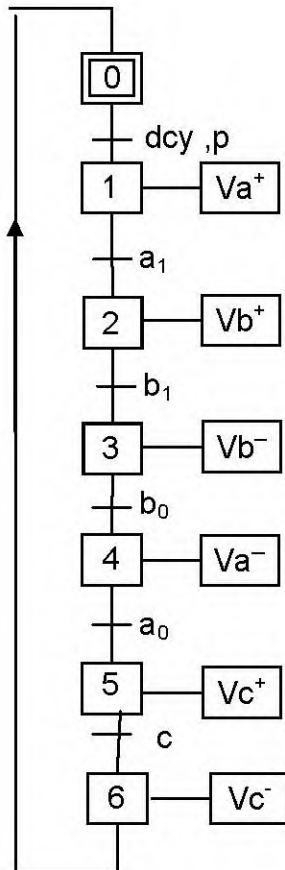 0
dcy ,p
1 Va⁺
a₁
2 Vb⁺
b₁
3 Vb⁻
b₀
4 Va⁻
a₀
5 Vc⁺
c
6 Vc⁻